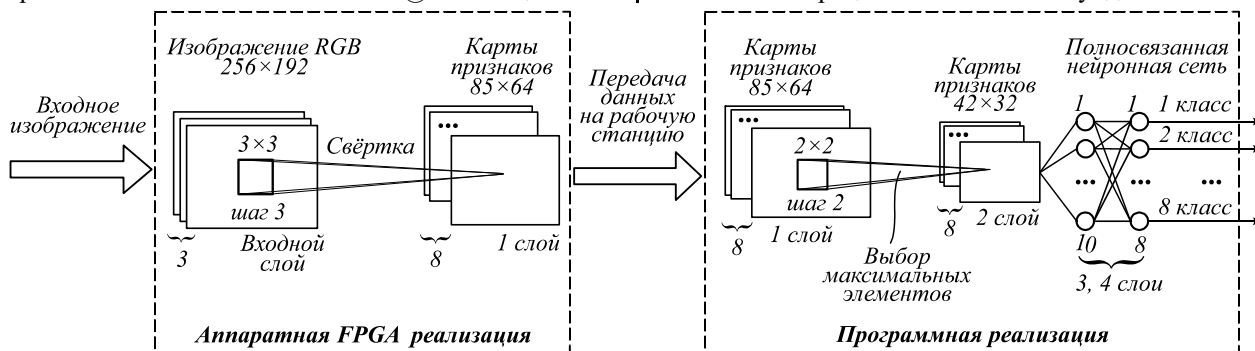 Входное
изображение
Изображение RGB
256×192
3×3
шаг 3
3
Входной
слой
Свёртка
Карты
признаков
85×64
•••
8
1 слой
Аппаратная FPGA реализация
Передача
данных
на рабочую
станцию
Карты
признаков
85×64
•••
2×2
шаг 2
8
1 слой
Выбор
максимальных
элементов
Карты
признаков
42×32
•••
8
2 слой
Полносвязанная
нейронная сеть
1 1 1 класс
2 класс
••• ••• •••
8 класс
10 8
3, 4 слои
Программная реализация